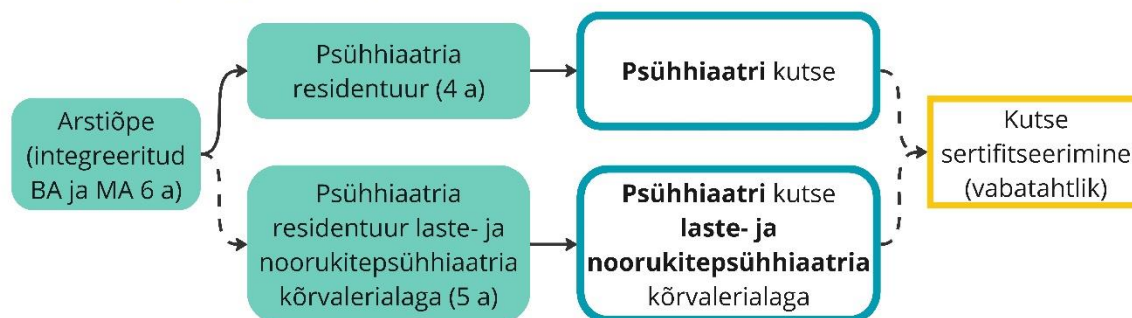 Arstiõpe
(integreeritud
BA ja MA 6 a)
Psühhiaatria
residentuur (4 a)
Psühhiaatri kutse
Psühhiaatria
residentuur laste- ja
noorukitepsühhiaatria
kõrvalerialaga (5 a)
Psühhiaatri kutse
laste- ja
noorukitepsühhiaatria
kõrvalerialaga
Kutse
sertifitseerimine
(vabatahtlik)